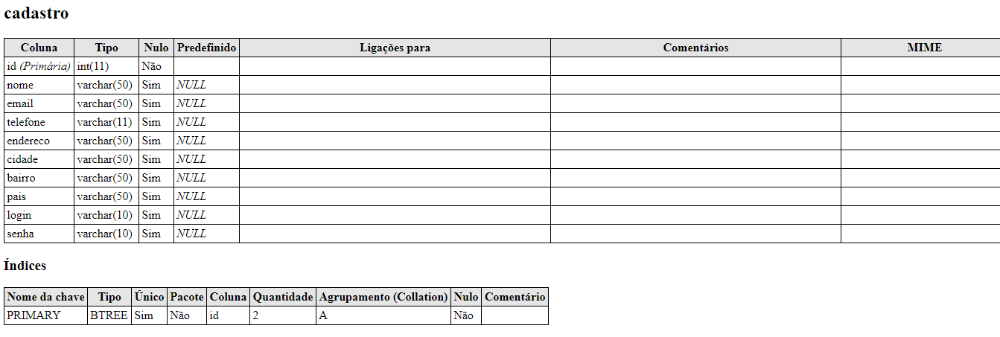 cadastro
Coluna Tipo Nulo Predefinido Ligações para Comentários MIME
id (Primária) int(11) Não
nome varchar(50) Sim NULL
email varchar(50) Sim NULL
telefone varchar(11) Sim NULL
endereco varchar(50) Sim NULL
cidade varchar(50) Sim NULL
bairro varchar(50) Sim NULL
pais varchar(50) Sim NULL
login varchar(10) Sim NULL
senha varchar(10) Sim NULL
Índices
Nome da chave Tipo Único Pacote Coluna Quantidade Agrupamento (Collation) Nulo Comentário
PRIMARY BTREE Sim Não id 2 A Não